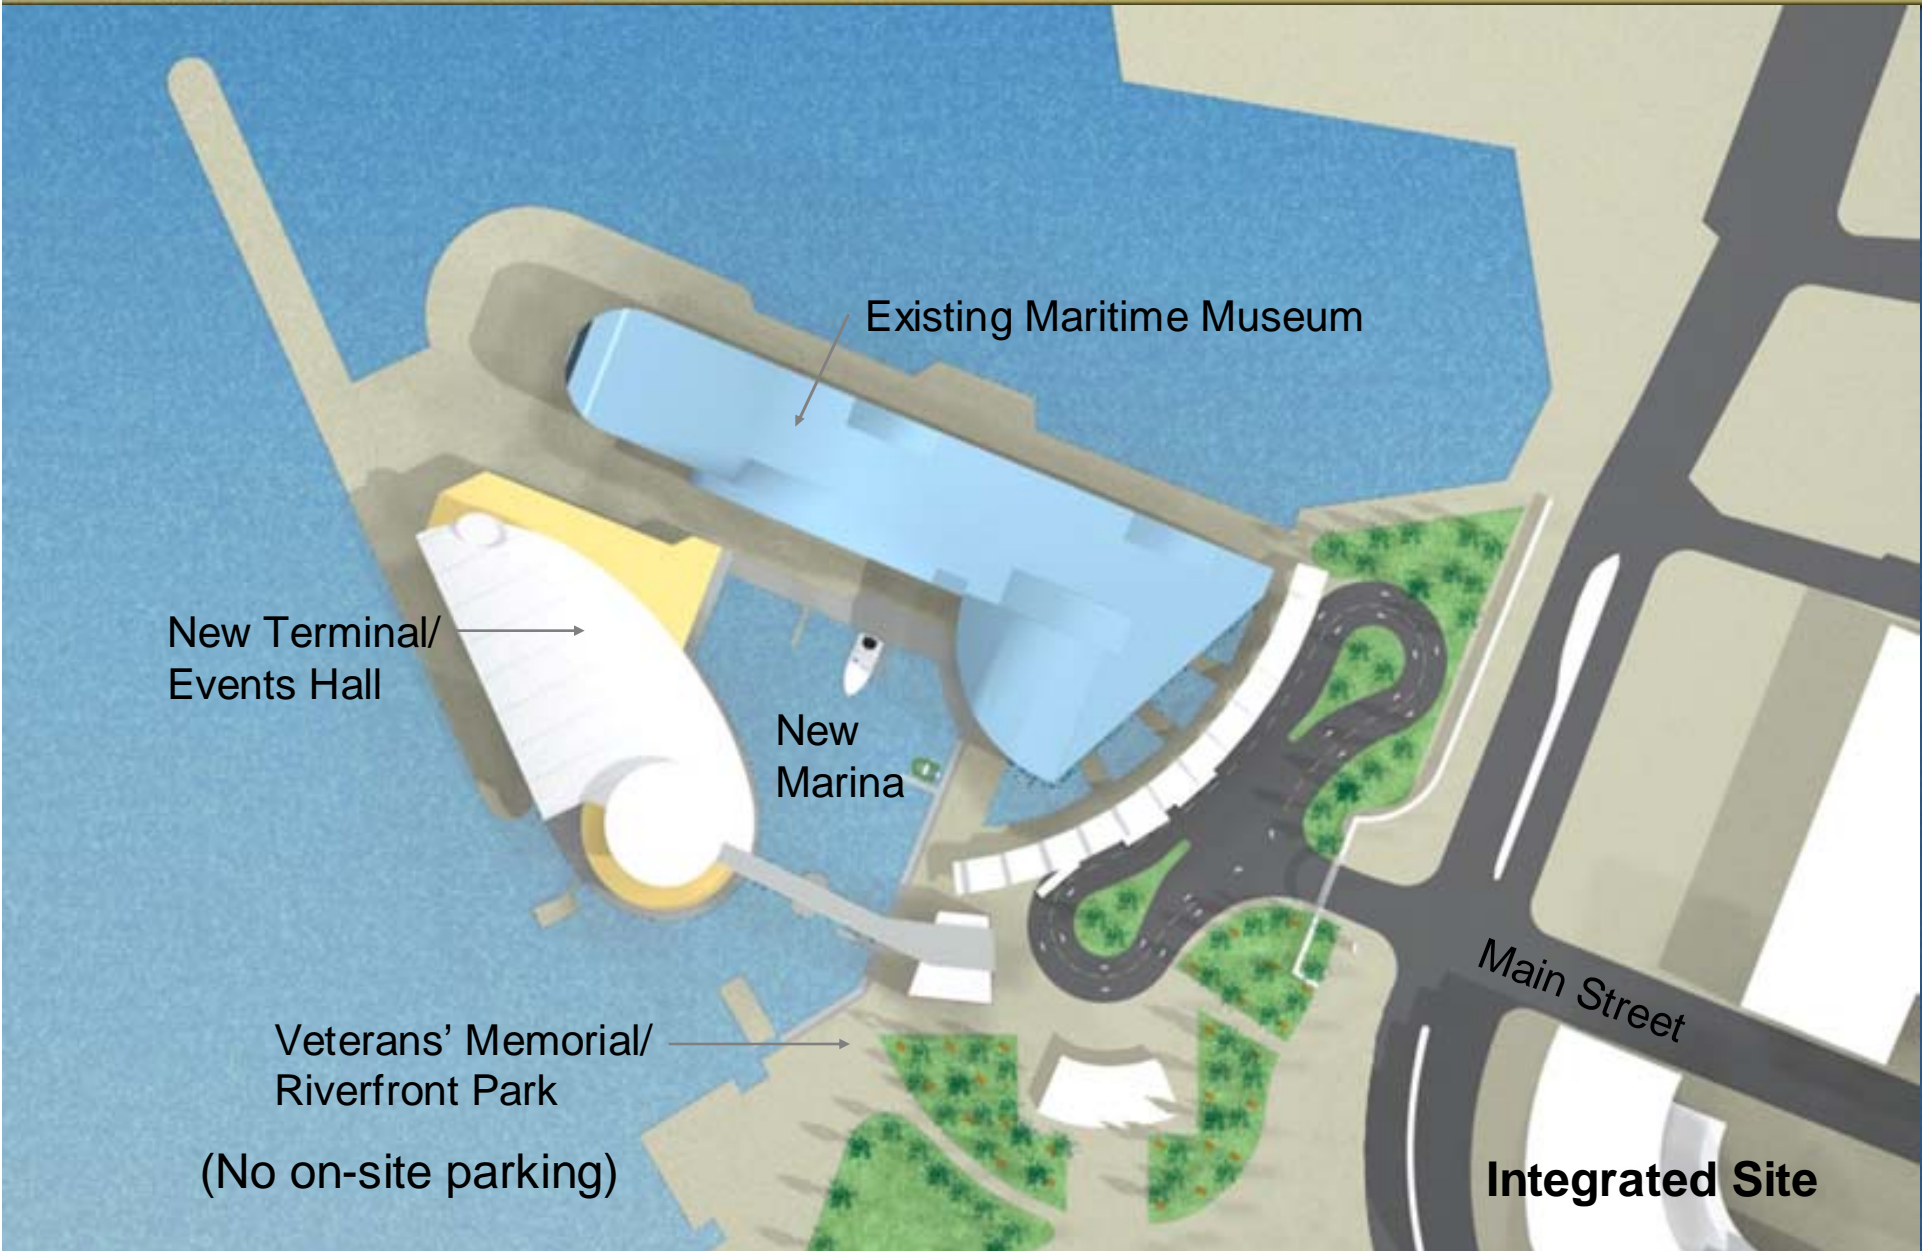 Existing Maritime Museum
New Terminal/
Events Hall
New
Marina
Main Street
Veterans’ Memorial/
Riverfront Park
(No on-site parking)
Integrated Site